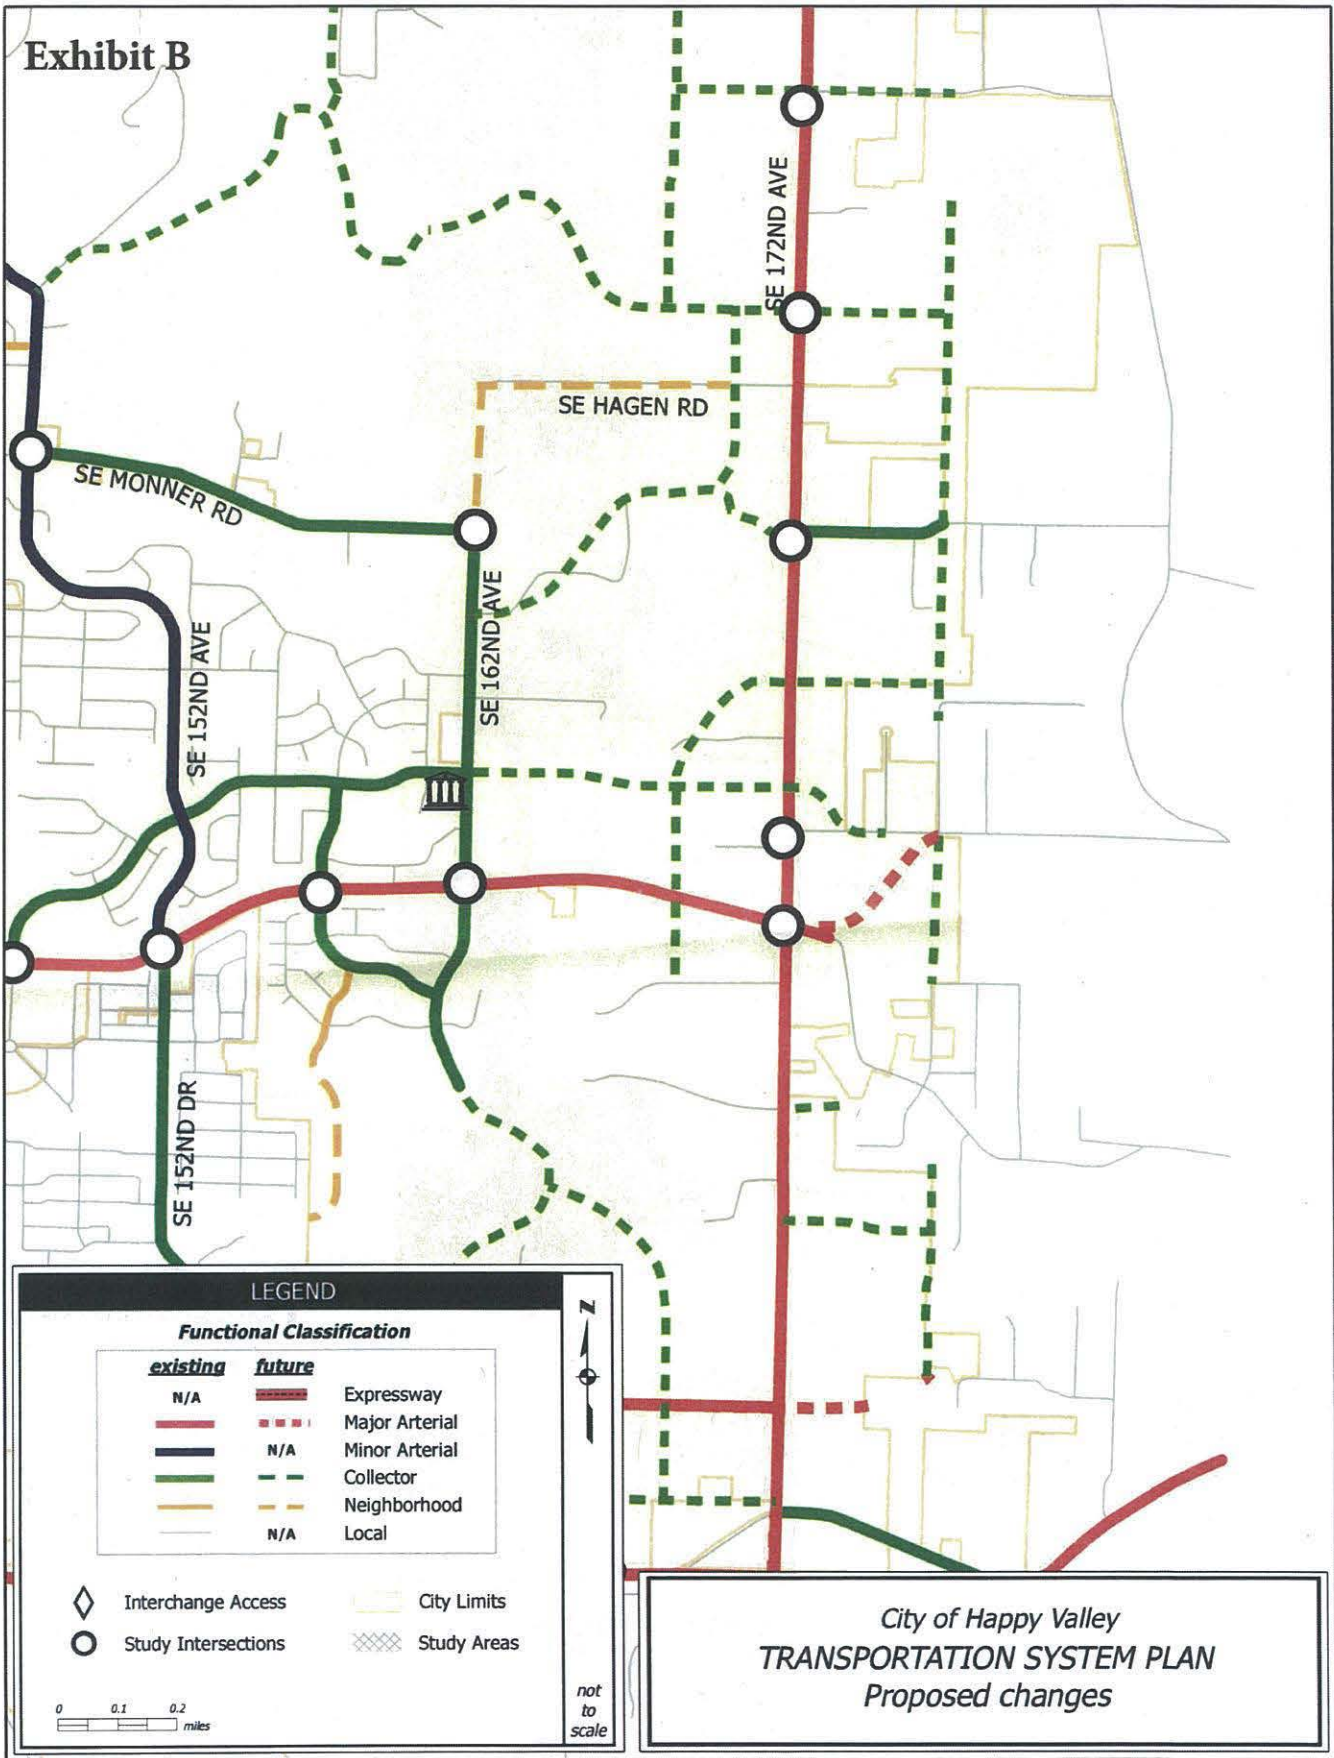 Exhibit B
SE 172ND AVE
SE HAGEN RD
SE MONNER RD
SE 162ND AVE
SE 152ND AVE
SE 152ND DR
LEGEND
Functional Classification
existing future
N/A Expressway
Major Arterial
N/A Minor Arterial
Collector
Neighborhood
N/A Local
Interchange Access City Limits
Study Intersections Study Areas
0 0.1 0.2
miles
N
not
to
scale
City of Happy Valley
TRANSPORTATION SYSTEM PLAN
Proposed changes